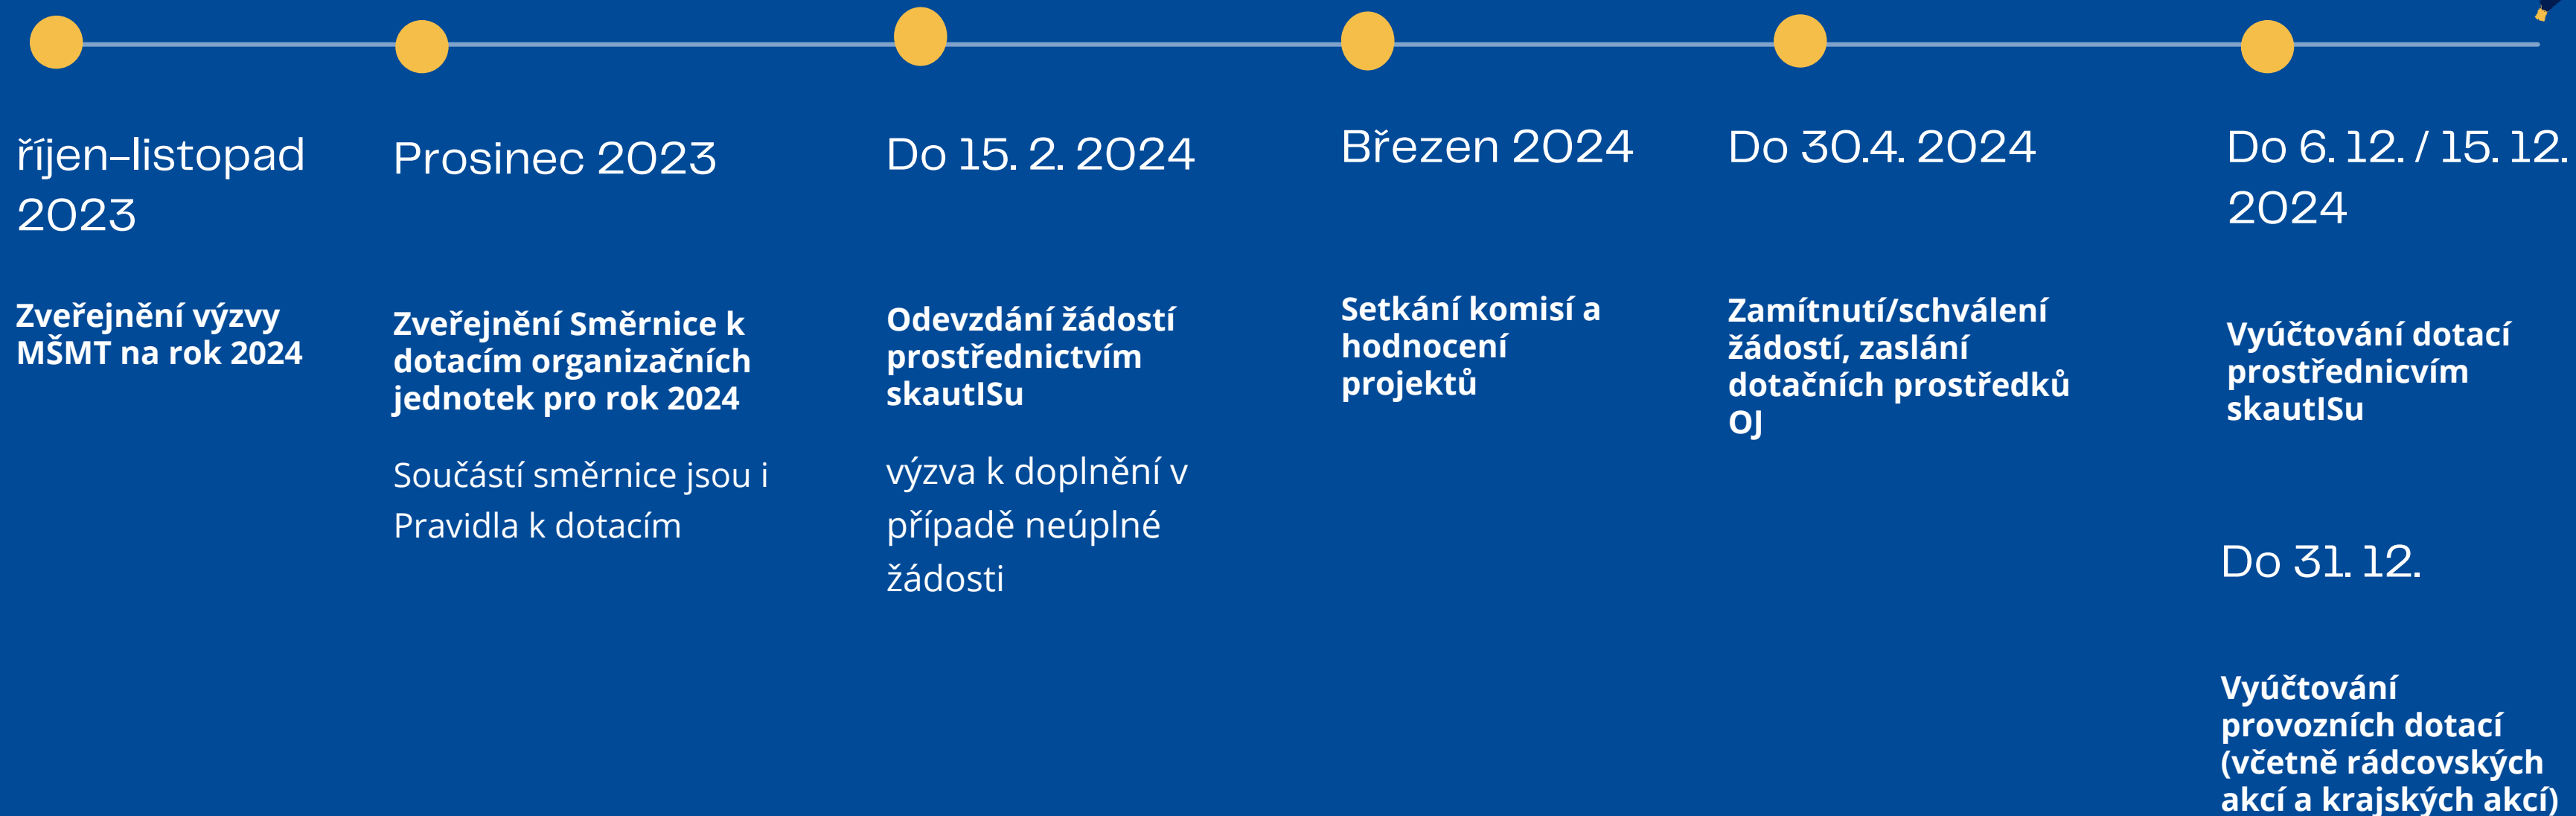 říjen–listopad
2023
Zveřejnění výzvy
MŠMT na rok 2024
Prosinec 2023
Zveřejnění Směrnice k
dotacím organizačních
jednotek pro rok 2024
Součástí směrnice jsou i
Pravidla k dotacím
Do 15. 2. 2024
Odevzdání žádostí
prostřednictvím
skautISu
výzva k doplnění v
případě neúplné
žádosti
Březen 2024
Setkání komisí a
hodnocení
projektů
Do 30.4. 2024
Zamítnutí/schválení
žádostí, zaslání
dotačních prostředků
OJ
Do 6. 12. / 15. 12.
2024
Vyúčtování dotací
prostřednicvím
skautISu
Do 31. 12.
Vyúčtování
provozních dotací
(včetně rádcovských
akcí a krajských akcí)